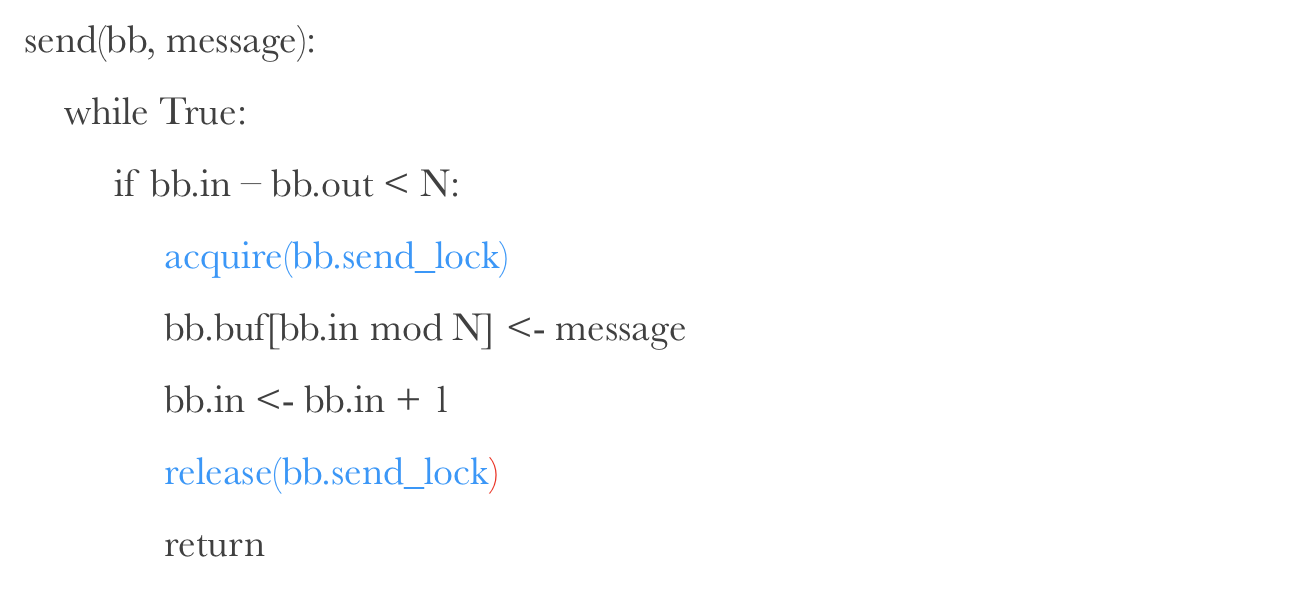 send(bb, message):
while True:
if bb.in – bb.out < N:
acquire(bb.send_lock)
bb.buf[bb.in mod N] <- message
bb.in <- bb.in + 1
release(bb.send_lock)
return